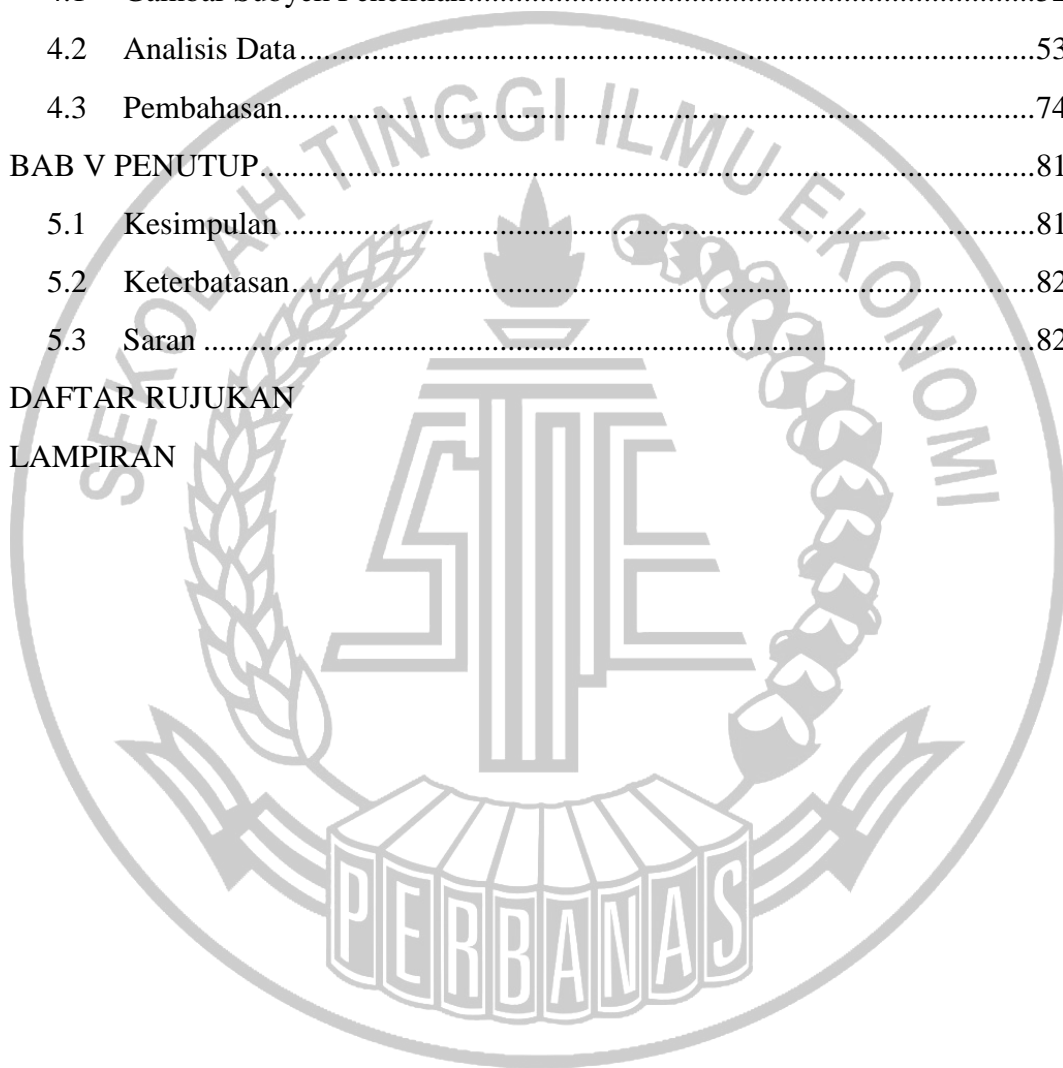 4.2 Analisis Data....................................................................................53
4.3 Pembahasan......................................................................................74
BAB V PENUTUP.........................................................................................81
5.1 Kesimpulan ......................................................................................81
5.2 Keterbatasan.....................................................................................82
5.3 Saran ................................................................................................82
DAFTAR RUJUKAN
LAMPIRAN
SEKOLAH TINGGI ILMU EKONOMI
STIE
PERBANAS